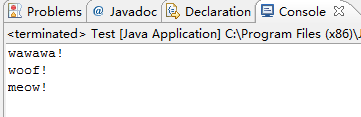 Problems @ Javadoc Declaration Console
<terminated> Test [Java Application] C:\Program Files (x86)\J
wawawa!
woof!
meow!